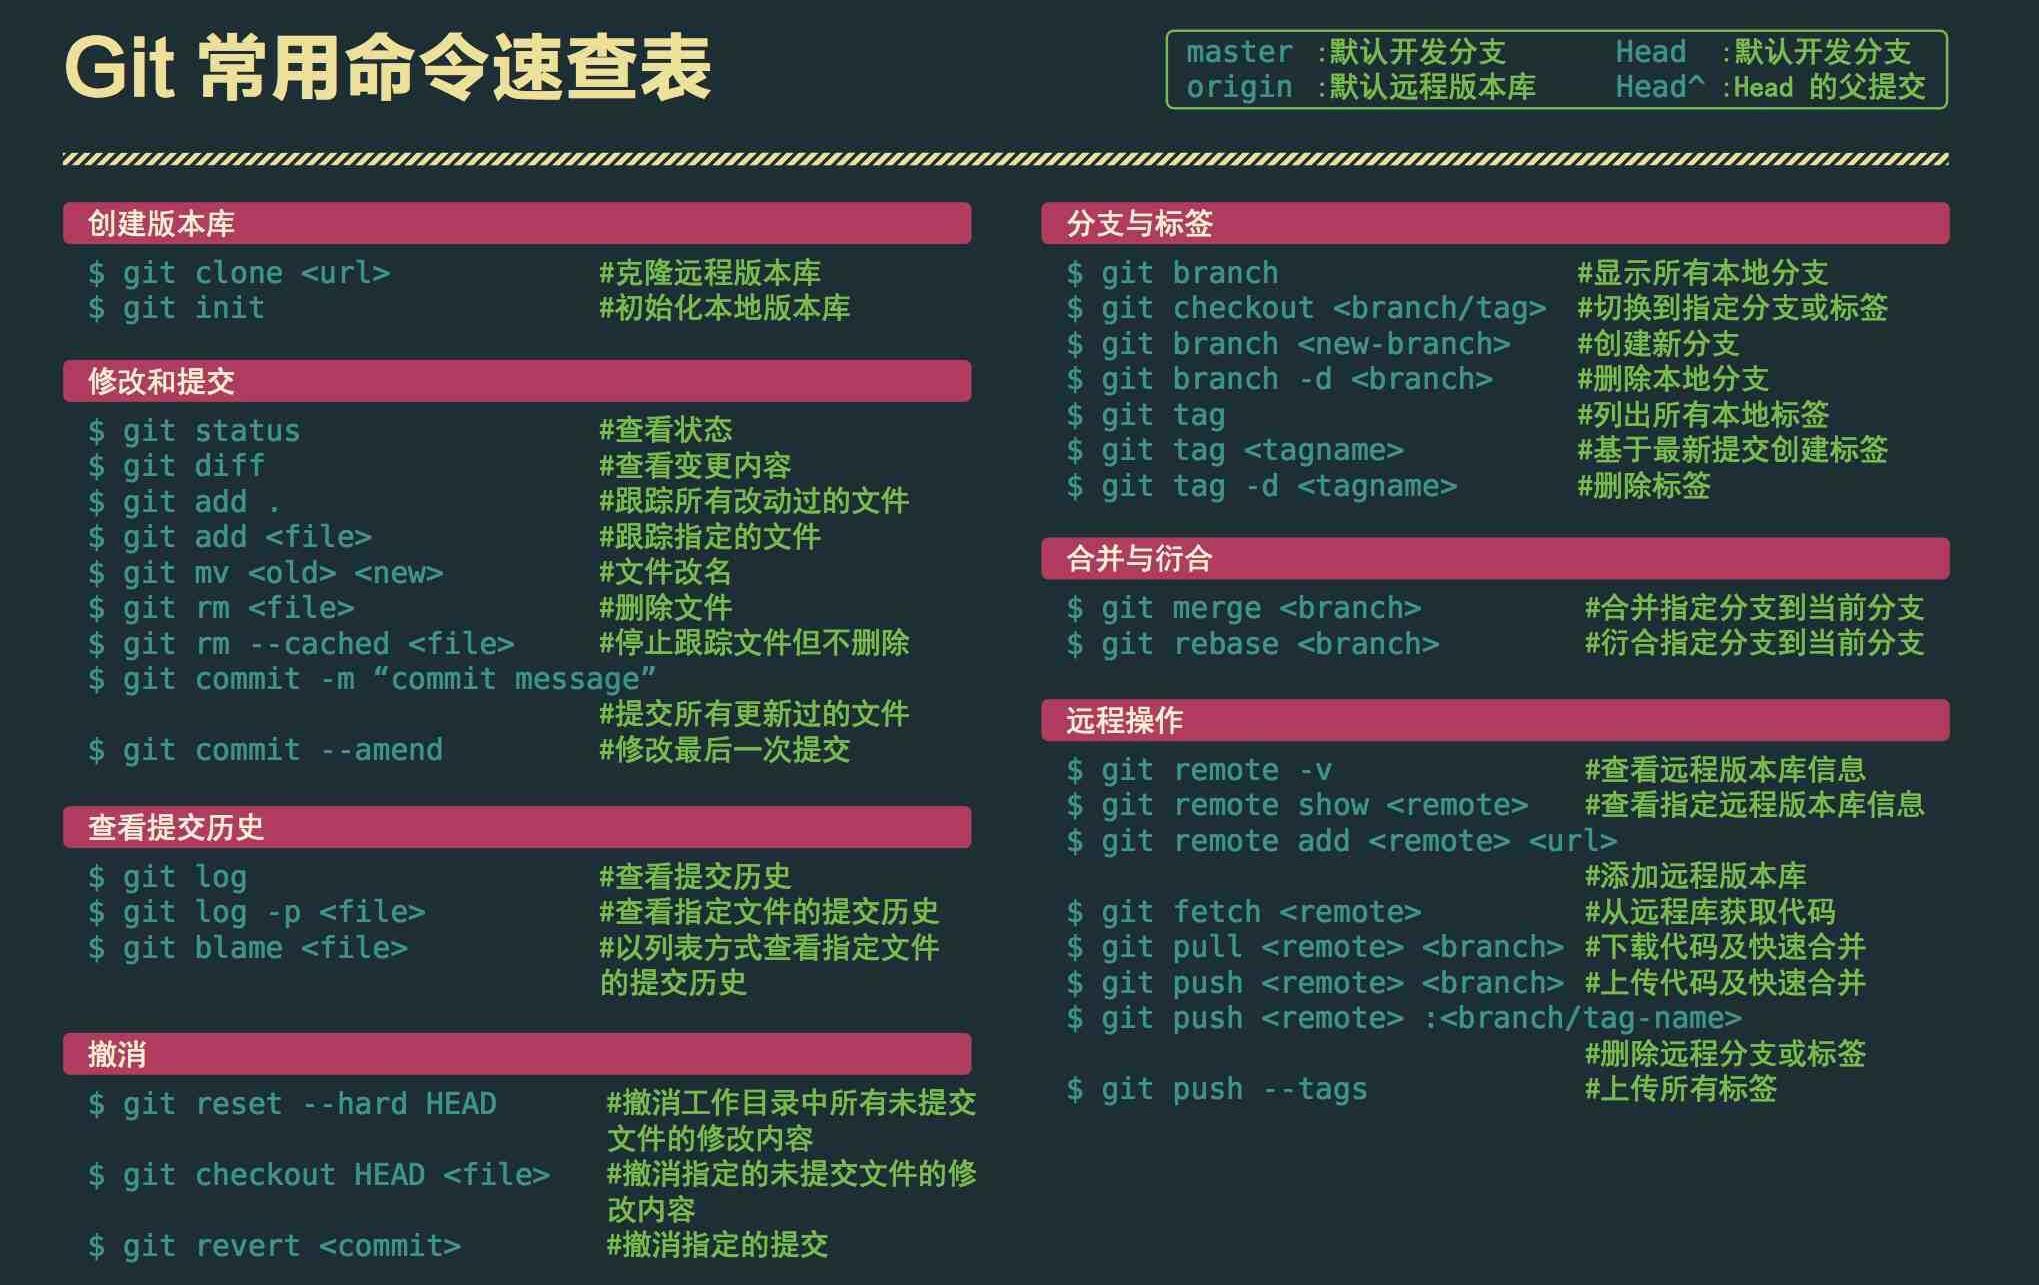 Git 常用命令速查表
master :默认开发分支 Head :默认开发分支
origin :默认远程版本库 Head^ :Head 的父提交
创建版本库
$ git clone <url> #克隆远程版本库
$ git init #初始化本地版本库
修改和提交
$ git status #查看状态
$ git diff #查看变更内容
$ git add . #跟踪所有改动过的文件
$ git add <file> #跟踪指定的文件
$ git mv <old> <new> #文件改名
$ git rm <file> #删除文件
$ git rm --cached <file> #停止跟踪文件但不删除
$ git commit -m “commit message”
#提交所有更新过的文件
$ git commit --amend #修改最后一次提交
查看提交历史
$ git log #查看提交历史
$ git log -p <file> #查看指定文件的提交历史
$ git blame <file> #以列表方式查看指定文件
的提交历史
撤消
$ git reset --hard HEAD #撤消工作目录中所有未提交
文件的修改内容
$ git checkout HEAD <file> #撤消指定的未提交文件的修
改内容
$ git revert <commit> #撤消指定的提交
分支与标签
$ git branch #显示所有本地分支
$ git checkout <branch/tag> #切换到指定分支或标签
$ git branch <new-branch> #创建新分支
$ git branch -d <branch> #删除本地分支
$ git tag #列出所有本地标签
$ git tag <tagname> #基于最新提交创建标签
$ git tag -d <tagname> #删除标签
合并与衍合
$ git merge <branch> #合并指定分支到当前分支
$ git rebase <branch> #衍合指定分支到当前分支
远程操作
$ git remote -v #查看远程版本库信息
$ git remote show <remote> #查看指定远程版本库信息
$ git remote add <remote> <url>
#添加远程版本库
$ git fetch <remote> #从远程库获取代码
$ git pull <remote> <branch> #下载代码及快速合并
$ git push <remote> <branch> #上传代码及快速合并
$ git push <remote> :<branch/tag-name>
#删除远程分支或标签
$ git push --tags #上传所有标签